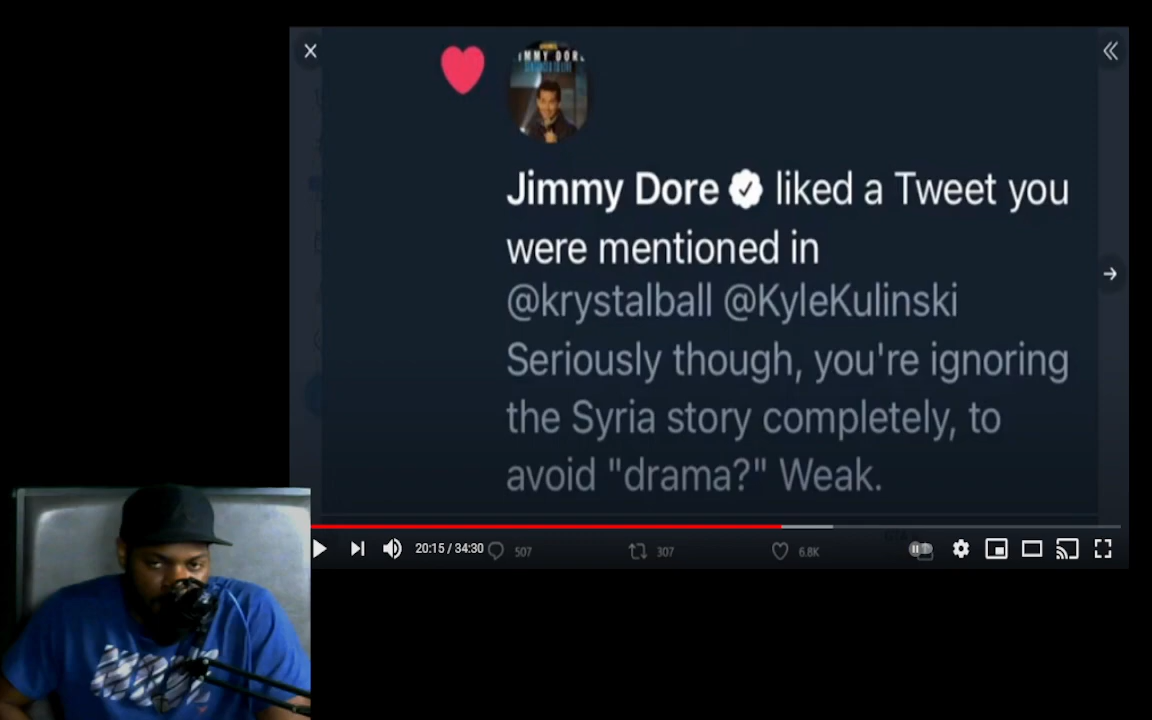 JIMMY DORE
Jimmy Dore liked a Tweet you
were mentioned in
@krystalball @KyleKulinski
Seriously though, you're ignoring
the Syria story completely, to
avoid "drama?" Weak.
20:15 / 34:30
507
307
6.8K